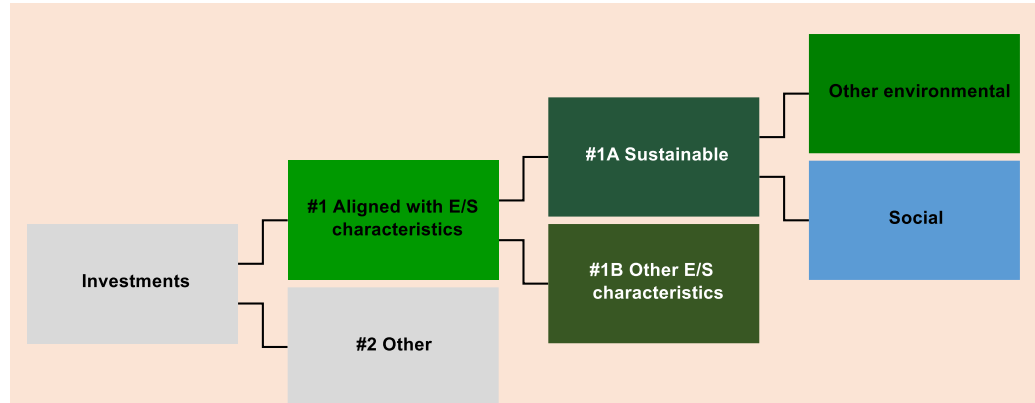 Investments
#1 Aligned with E/S
characteristics
#2 Other
#1A Sustainable
#1B Other E/S
characteristics
Other environmental
Social